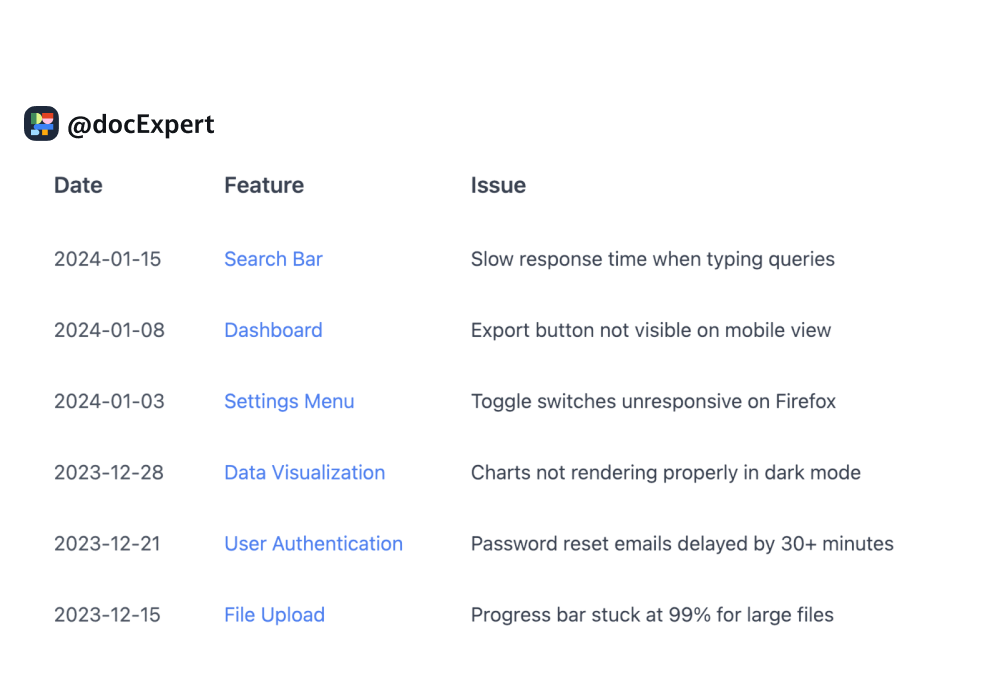 @docExpert
Date Feature Issue
2024-01-15 Search Bar Slow response time when typing queries
2024-01-08 Dashboard Export button not visible on mobile view
2024-01-03 Settings Menu Toggle switches unresponsive on Firefox
2023-12-28 Data Visualization Charts not rendering properly in dark mode
2023-12-21 User Authentication Password reset emails delayed by 30+ minutes
2023-12-15 File Upload Progress bar stuck at 99% for large files